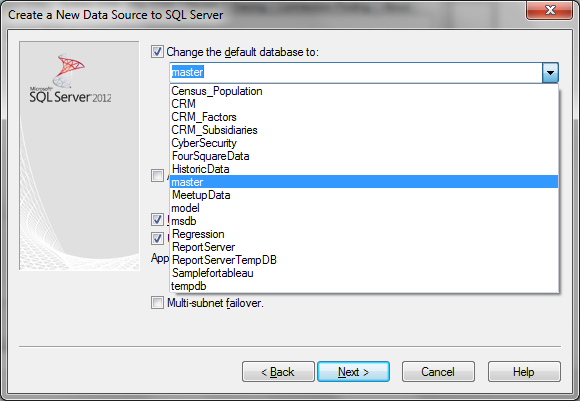 Create a New Data Source to SQL Server
Change the default database to:
master
Microsoft
SQL Server 2012
Census_Population
CRM
CRM_Factors
CRM_Subsidiaries
CyberSecurity
FourSquareData
HistoricData
master
MeetupData
model
msdb
Regression
ReportServer
ReportServerTempDB
Samplefortableau
tempdb
App
Multi-subnet failover.
< Back
Next >
Cancel
Help